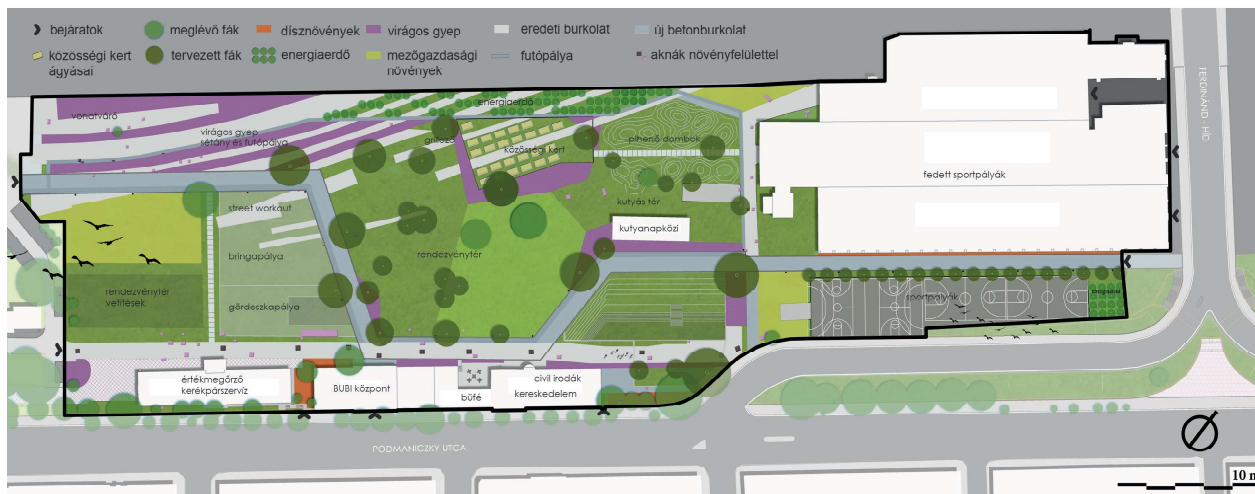 bejáratok
meglévő fák
dísznövények
virágos gyep
eredeti burkolat
új betonburkolat
közösségi kert
ágyásai
tervezett fák
energiaerdő
mezőgazdasági
növények
futópálya
aknák növényfelülettel
vonatváró
energiaerdő
virágos gyep
sétány és futópálya
grillező
közösségi kert
pihenő dombok
fedett sportpályák
FERDINÁND - HÍD
street workout
kutyás tér
kutyanapközi
bringapálya
rendezvénytér
rendezvénytér
vetítések
gördeszkapálya
sportpályák
értékmegőrző
kerékpárszervíz
BUBI központ
büfé
civil irodák
kereskedelem
PODMANICZKY UTCA
10 m